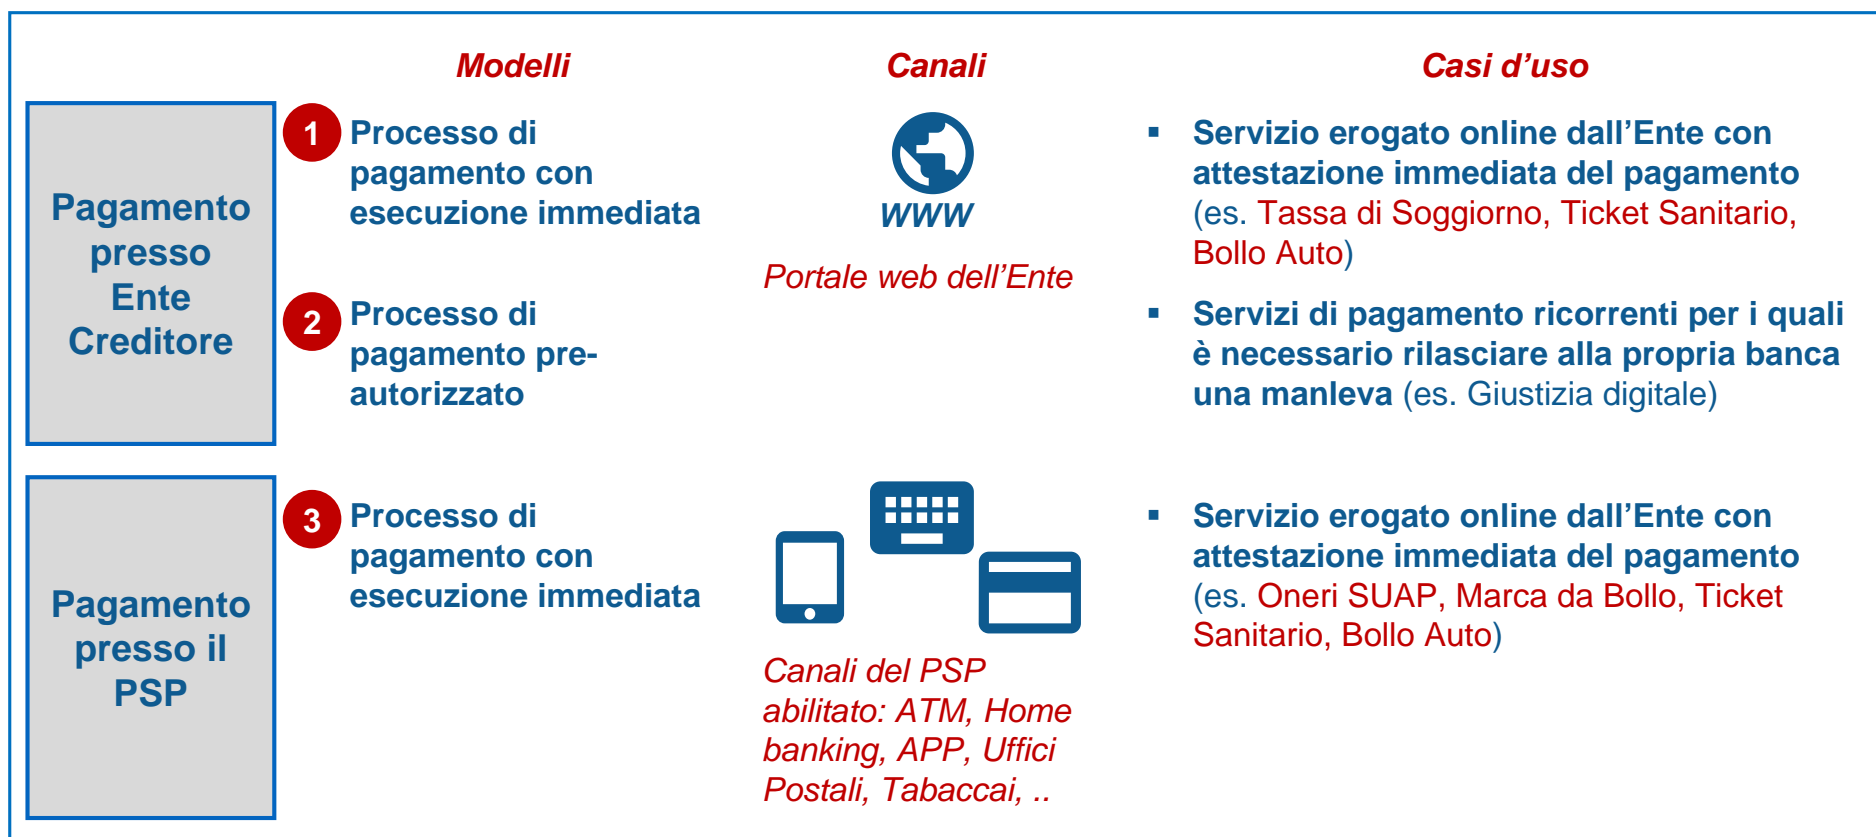 Modelli
Canali
Casi d'uso
Pagamento
presso
Ente
Creditore
1
Processo di
pagamento con
esecuzione immediata
WWW
Portale web dell'Ente
▪ Servizio erogato online dall'Ente con
attestazione immediata del pagamento
(es. Tassa di Soggiorno, Ticket Sanitario,
Bollo Auto)
2
Processo di
pagamento pre-
autorizzato
▪ Servizi di pagamento ricorrenti per i quali
è necessario rilasciare alla propria banca
una manleva (es. Giustizia digitale)
Pagamento
presso il
PSP
3
Processo di
pagamento con
esecuzione immediata
Canali del PSP
abilitato: ATM, Home
banking, APP, Uffici
Postali, Tabaccai, ..
▪ Servizio erogato online dall'Ente con
attestazione immediata del pagamento
(es. Oneri SUAP, Marca da Bollo, Ticket
Sanitario, Bollo Auto)